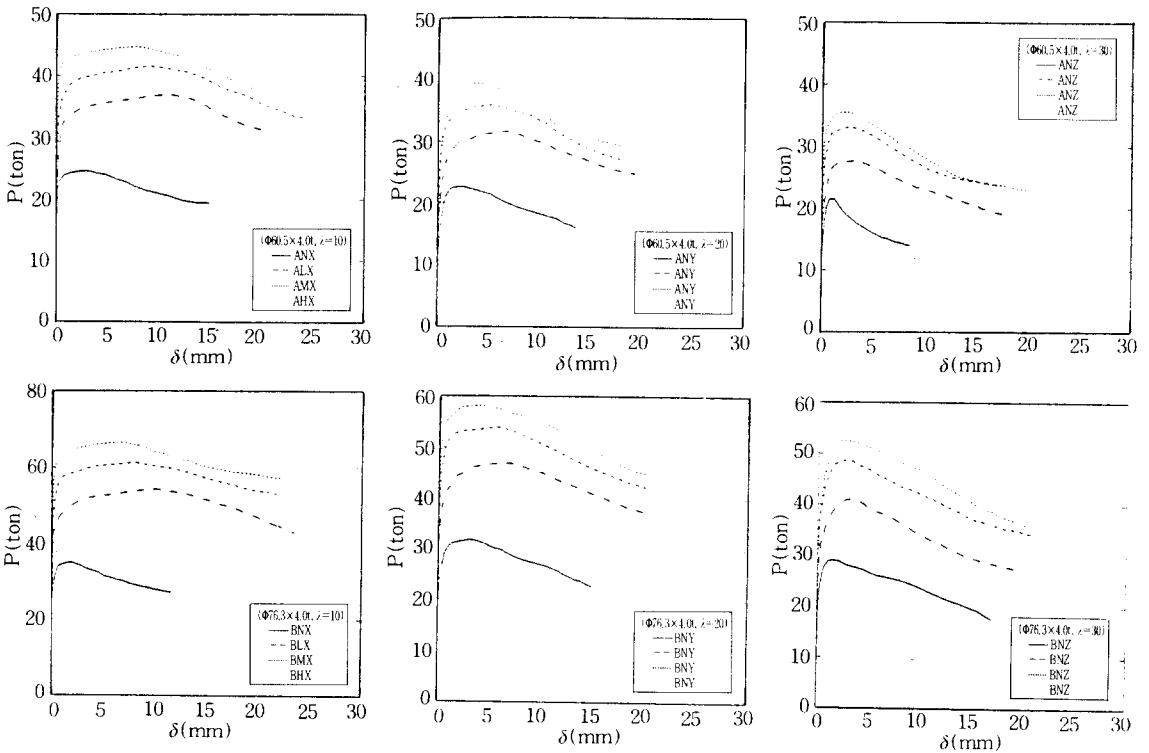 50
40
30
20
10
0
P(ton)
0 5 10 15 20 25 30
δ(mm)
(Φ60.5×4.0t, λ=10)
ANX
ALX
AMX
AHX
50
40
30
20
10
0
P(ton)
0 5 10 15 20 25 30
δ(mm)
(Φ60.5×4.0t, λ=20)
ANY
ANY
ANY
ANY
50
40
30
20
10
0
P(ton)
0 5 10 15 20 25 30
δ(mm)
(Φ60.5×4.0t, λ=30)
ANZ
ANZ
ANZ
ANZ
80
60
40
20
0
P(ton)
0 5 10 15 20 25 30
δ(mm)
(Φ76.3×4.0t, λ=10)
BNX
BLX
BMX
BHX
60
50
40
30
20
10
0
P(ton)
0 5 10 15 20 25 30
δ(mm)
(Φ76.3×4.0t, λ=20)
BNY
BNY
BNY
BNY
60
50
40
30
20
10
0
P(ton)
0 5 10 15 20 25 30
δ(mm)
(Φ76.3×4.0t, λ=30)
BNZ
BNZ
BNZ
BNZ